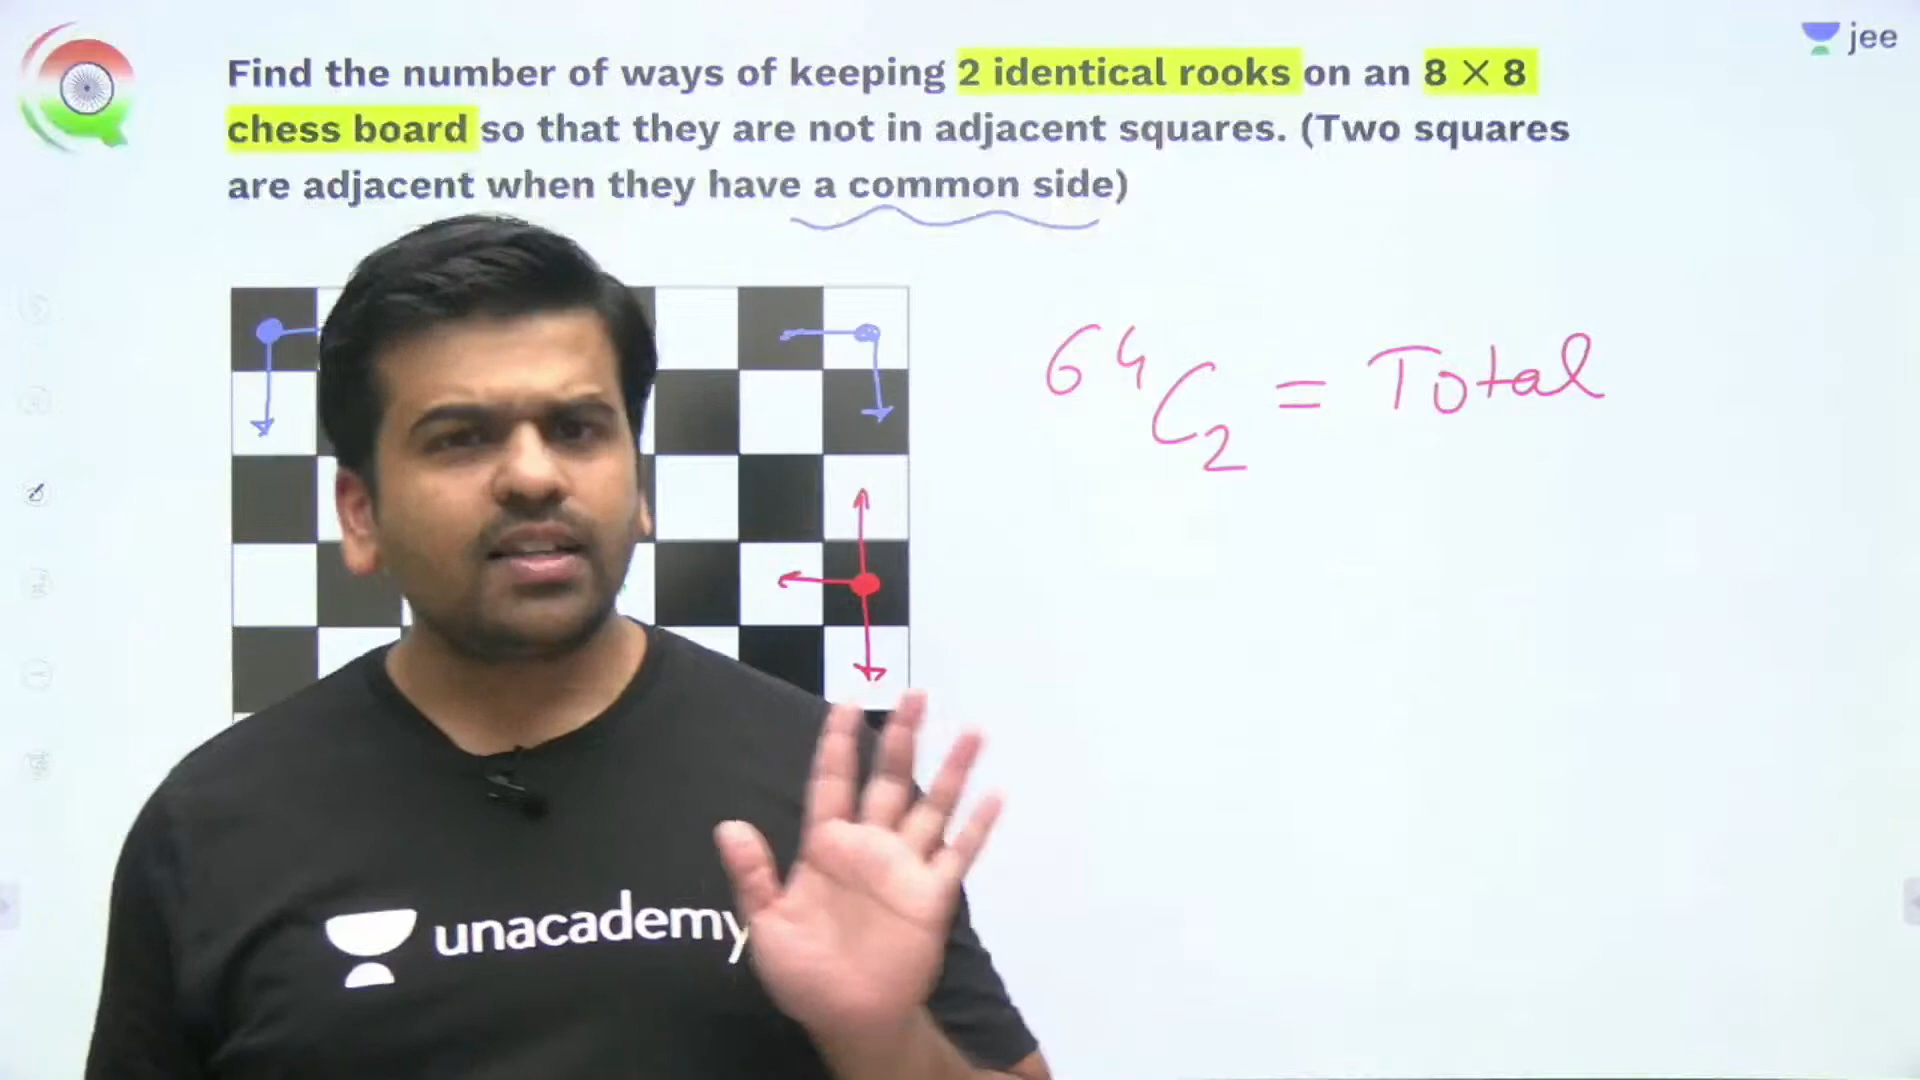 jee
Find the number of ways of keeping 2 identical rooks on an 8 × 8
chess board so that they are not in adjacent squares. (Two squares
are adjacent when they have a common side)
⁶⁴C₂ = Total
unacademy